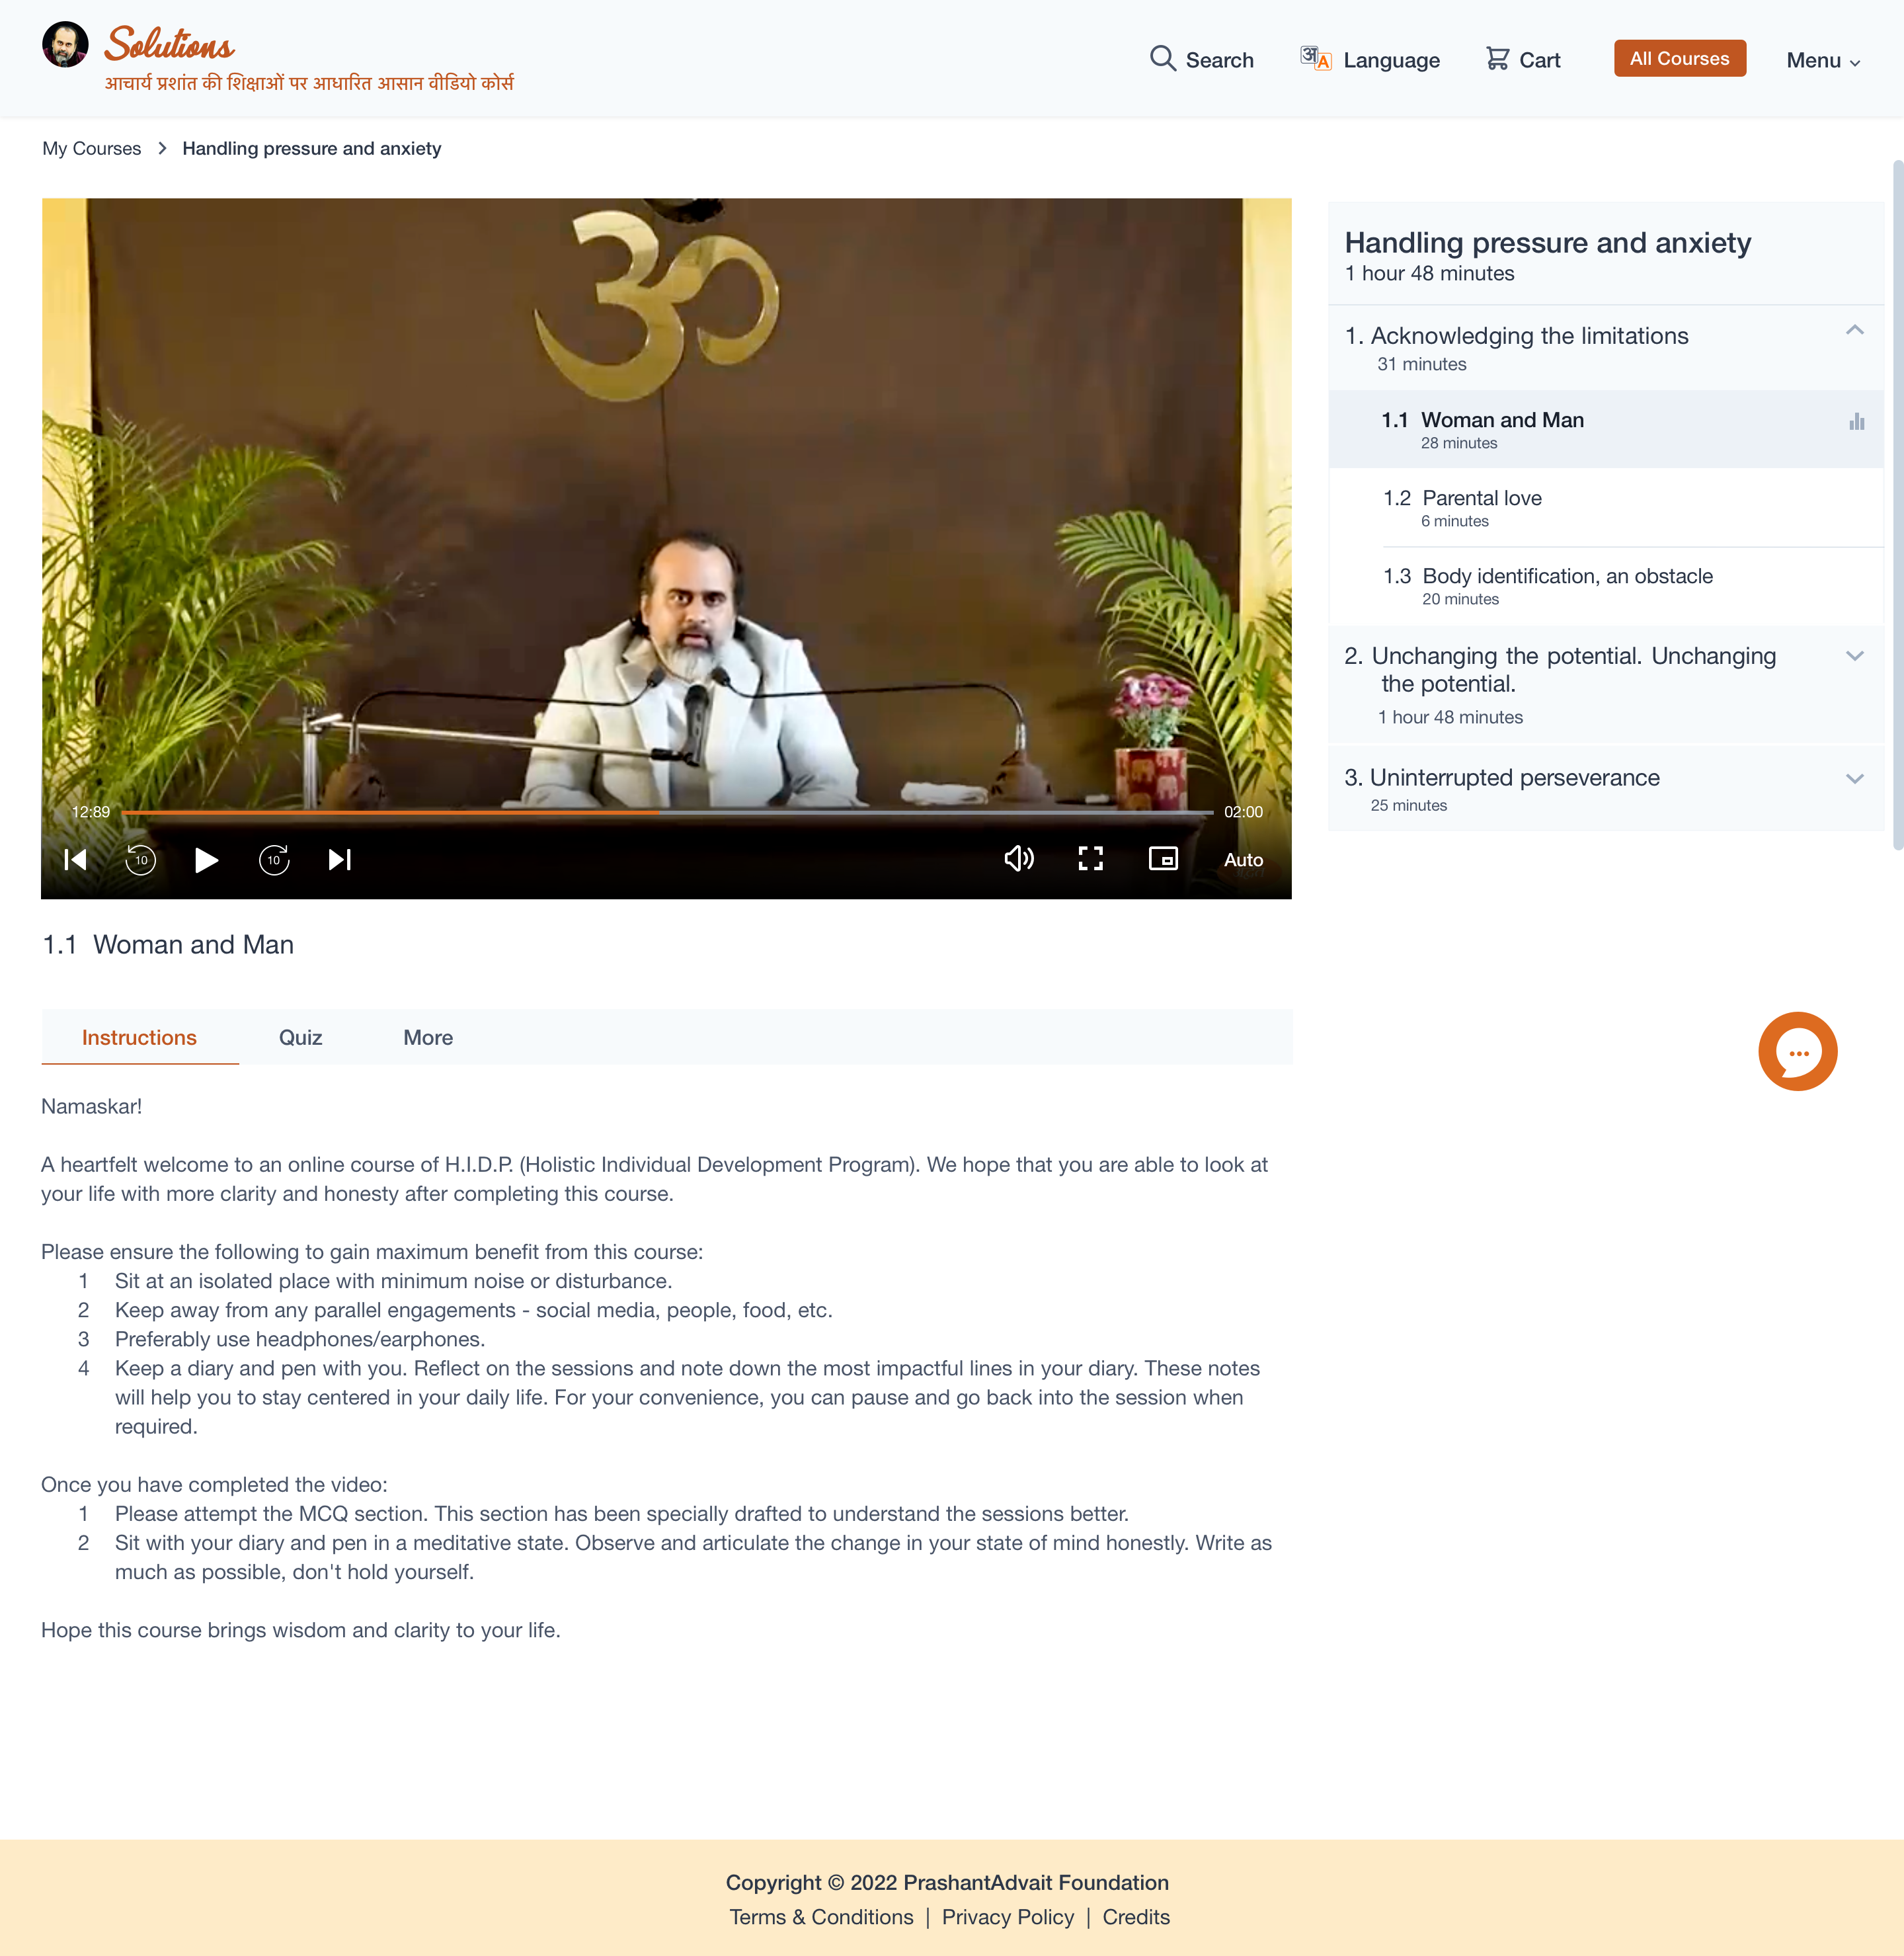 Solutions
आचार्य प्रशांत की शिक्षाओं पर आधारित आसान वीडियो कोर्स
Search
Language
Cart
All Courses
Menu
My Courses > Handling pressure and anxiety
12:89
02:00
10
10
Auto
Handling pressure and anxiety
1 hour 48 minutes
1. Acknowledging the limitations
31 minutes
1.1 Woman and Man
28 minutes
1.2 Parental love
6 minutes
1.3 Body identification, an obstacle
20 minutes
2. Unchanging the potential. Unchanging
the potential.
1 hour 48 minutes
3. Uninterrupted perseverance
25 minutes
1.1 Woman and Man
Instructions
Quiz
More
Namaskar!
A heartfelt welcome to an online course of H.I.D.P. (Holistic Individual Development Program). We hope that you are able to look at
your life with more clarity and honesty after completing this course.
Please ensure the following to gain maximum benefit from this course:
1 Sit at an isolated place with minimum noise or disturbance.
2 Keep away from any parallel engagements - social media, people, food, etc.
3 Preferably use headphones/earphones.
4 Keep a diary and pen with you. Reflect on the sessions and note down the most impactful lines in your diary. These notes
will help you to stay centered in your daily life. For your convenience, you can pause and go back into the session when
required.
Once you have completed the video:
1 Please attempt the MCQ section. This section has been specially drafted to understand the sessions better.
2 Sit with your diary and pen in a meditative state. Observe and articulate the change in your state of mind honestly. Write as
much as possible, don't hold yourself.
Hope this course brings wisdom and clarity to your life.
Copyright © 2022 PrashantAdvait Foundation
Terms & Conditions | Privacy Policy | Credits